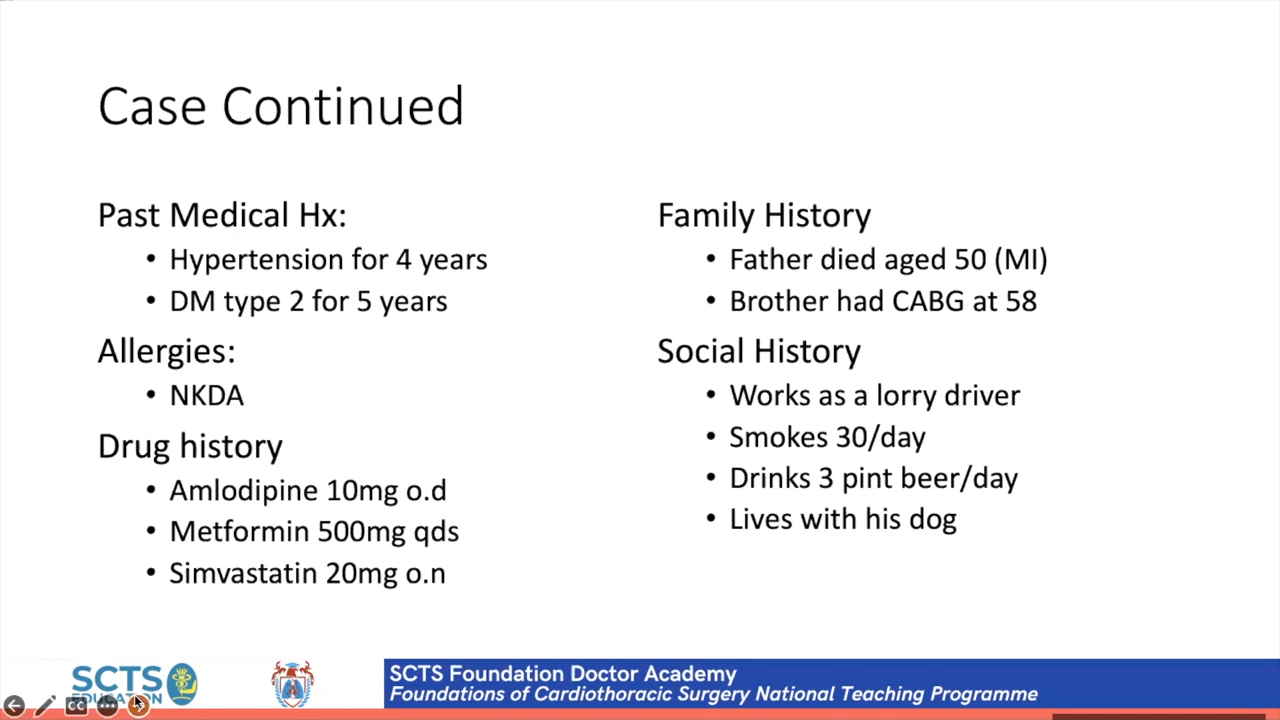 Case Continued
Past Medical Hx:
• Hypertension for 4 years
• DM type 2 for 5 years
Allergies:
• NKDA
Drug history
• Amlodipine 10mg o.d
• Metformin 500mg qds
• Simvastatin 20mg o.n
Family History
• Father died aged 50 (MI)
• Brother had CABG at 58
Social History
• Works as a lorry driver
• Smokes 30/day
• Drinks 3 pint beer/day
• Lives with his dog
SCTS
EDUCATION
SCTS Foundation Doctor Academy
Foundations of Cardiothoracic Surgery National Teaching Programme
CC